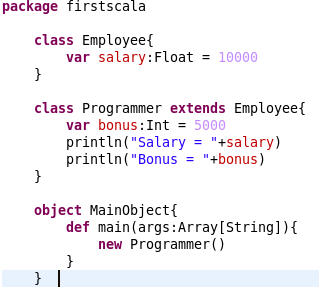 package firstscala
class Employee{
var salary:Float = 10000
}
class Programmer extends Employee{
var bonus:Int = 5000
println("Salary = "+salary)
println("Bonus = "+bonus)
}
object MainObject{
def main(args:Array[String]){
new Programmer()
}
}